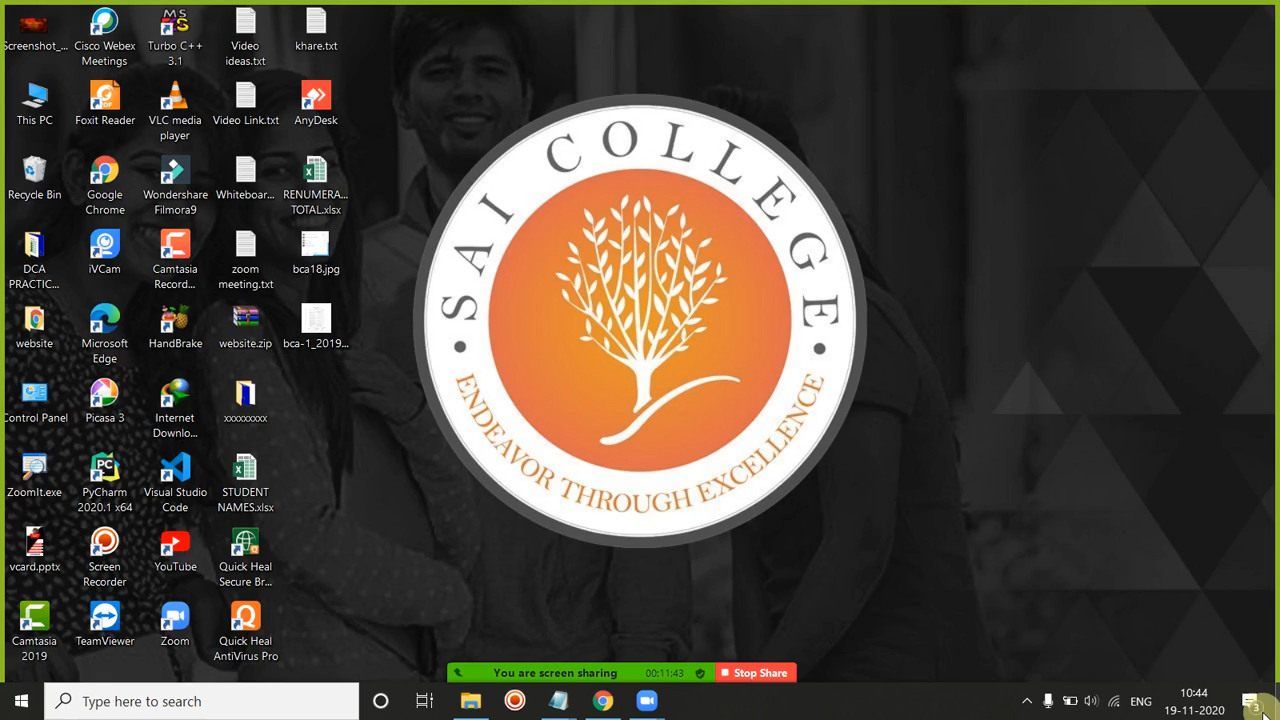 Screenshot_...
Cisco Webex
Meetings
MS
Turbo C++
3.1
Video
ideas.txt
khare.txt
This PC
Foxit Reader
VLC media
player
Video Link.txt
AnyDesk
Recycle Bin
Google
Chrome
Wondershare
Filmora9
Whiteboar...
RENUMERA...
TOTAL.xlsx
DCA
PRACTIC...
iVCam
Camtasia
Record...
zoom
meeting.txt
bca18.jpg
website
Microsoft
Edge
HandBrake
website.zip
bca-1_2019...
Control Panel
Picasa 3
Internet
Downlo...
xxxxxxxxx
ZoomIt.exe
PC
PyCharm
2020.1 x64
Visual Studio
Code
STUDENT
NAMES.xlsx
vcard.pptx
Screen
Recorder
YouTube
Quick Heal
Secure Br...
Camtasia
2019
TeamViewer
Zoom
Quick Heal
AntiVirus Pro
SAI COLLEGE
• ENDEAVOR THROUGH EXCELLENCE •
You are screen sharing 00:11:43 Stop Share
Type here to search
ENG
10:44
19-11-2020
3